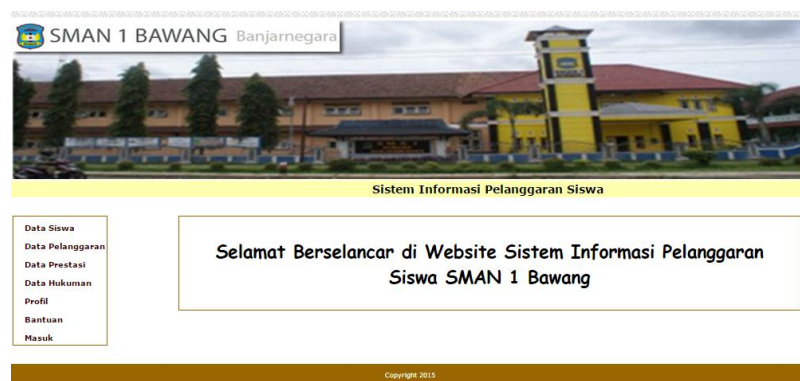 SMAN 1 BAWANG Banjarnegara
Sistem Informasi Pelanggaran Siswa
Data Siswa
Data Pelanggaran
Data Prestasi
Data Hukuman
Profil
Bantuan
Masuk
Selamat Berselancar di Website Sistem Informasi Pelanggaran
Siswa SMAN 1 Bawang
Copyright 2015